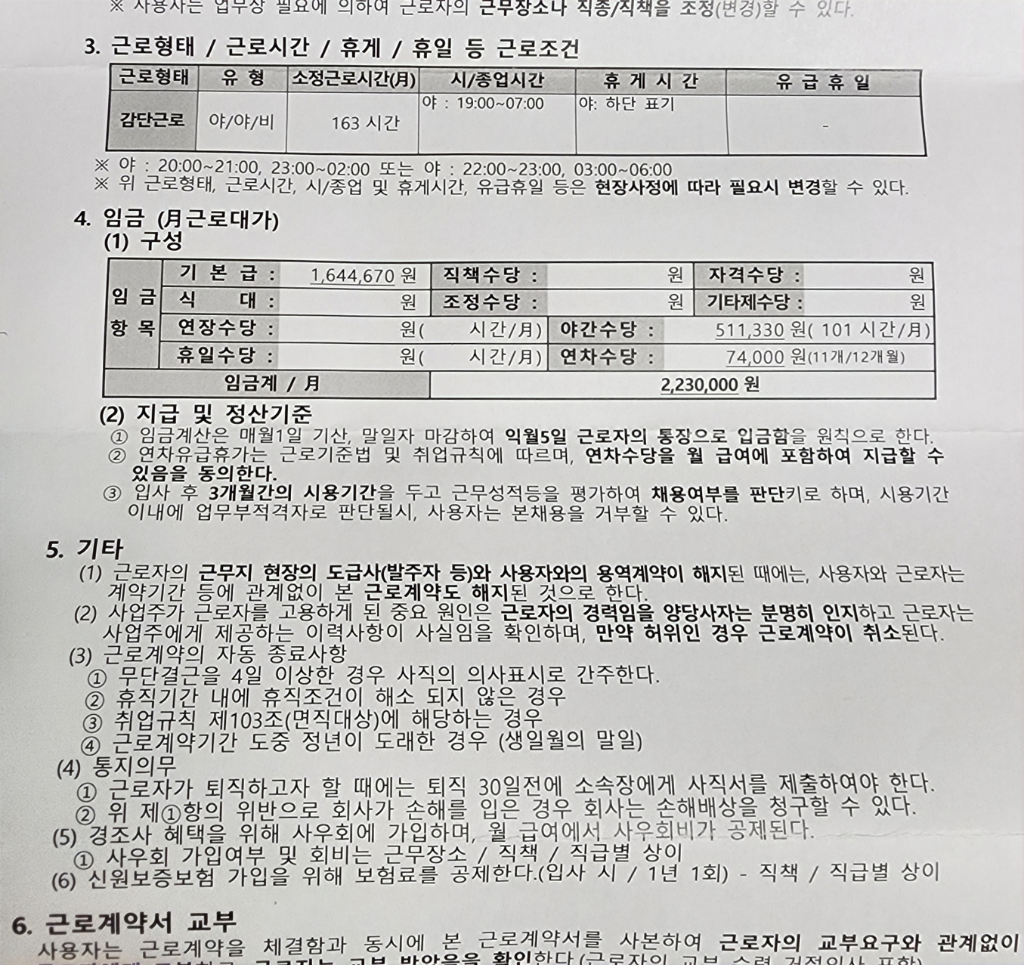 ※ 사용자는 업무상 필요에 의하여 근로자의 근무장소나 직종/직책을 조정(변경)할 수 있다.
3. 근로형태 / 근로시간 / 휴게 / 휴일 등 근로조건
근로형태 유 형 소정근로시간(月) 시/종업시간 휴 게 시 간 유 급 휴 일
감단근로 야/야/비 163 시간 야 : 19:00~07:00 야: 하단 표기 -
※ 야 : 20:00~21:00, 23:00~02:00 또는 야 : 22:00~23:00, 03:00~06:00
※ 위 근로형태, 근로시간, 시/종업 및 휴게시간, 유급휴일 등은 현장사정에 따라 필요시 변경할 수 있다.
4. 임금 (月근로대가)
(1) 구성
임 금 항 목
기 본 급 : 1,644,670 원 직책수당 : 원 자격수당 : 원
식 대 : 원 조정수당 : 원 기타제수당 : 원
연장수당 : 원( 시간/月) 야간수당 : 511,330 원( 101 시간/月)
휴일수당 : 원( 시간/月) 연차수당 : 74,000 원(11개/12개월)
임금계 / 月 2,230,000 원
(2) 지급 및 정산기준
① 임금계산은 매월1일 기산, 말일자 마감하여 익월5일 근로자의 통장으로 입금함을 원칙으로 한다.
② 연차유급휴가는 근로기준법 및 취업규칙에 따르며, 연차수당을 월 급여에 포함하여 지급할 수
있음을 동의한다.
③ 입사 후 3개월간의 시용기간을 두고 근무성적등을 평가하여 채용여부를 판단키로 하며, 시용기간
이내에 업무부적격자로 판단될시, 사용자는 본채용을 거부할 수 있다.
5. 기타
(1) 근로자의 근무지 현장의 도급사(발주자 등)와 사용자와의 용역계약이 해지된 때에는, 사용자와 근로자는
계약기간 등에 관계없이 본 근로계약도 해지된 것으로 한다.
(2) 사업주가 근로자를 고용하게 된 중요 원인은 근로자의 경력임을 양당사자는 분명히 인지하고 근로자는
사업주에게 제공하는 이력사항이 사실임을 확인하며, 만약 허위인 경우 근로계약이 취소된다.
(3) 근로계약의 자동 종료사항
① 무단결근을 4일 이상한 경우 사직의 의사표시로 간주한다.
② 휴직기간 내에 휴직조건이 해소 되지 않은 경우
③ 취업규칙 제103조(면직대상)에 해당하는 경우
④ 근로계약기간 도중 정년이 도래한 경우 (생일월의 말일)
(4) 통지의무
① 근로자가 퇴직하고자 할 때에는 퇴직 30일전에 소속장에게 사직서를 제출하여야 한다.
② 위 제①항의 위반으로 회사가 손해를 입은 경우 회사는 손해배상을 청구할 수 있다.
(5) 경조사 혜택을 위해 사우회에 가입하며, 월 급여에서 사우회비가 공제된다.
① 사우회 가입여부 및 회비는 근무장소 / 직책 / 직급별 상이
(6) 신원보증보험 가입을 위해 보험료를 공제한다.(입사 시 / 1년 1회) - 직책 / 직급별 상이
6. 근로계약서 교부
사용자는 근로계약을 체결함과 동시에 본 근로계약서를 사본하여 근로자의 교부요구와 관계없이